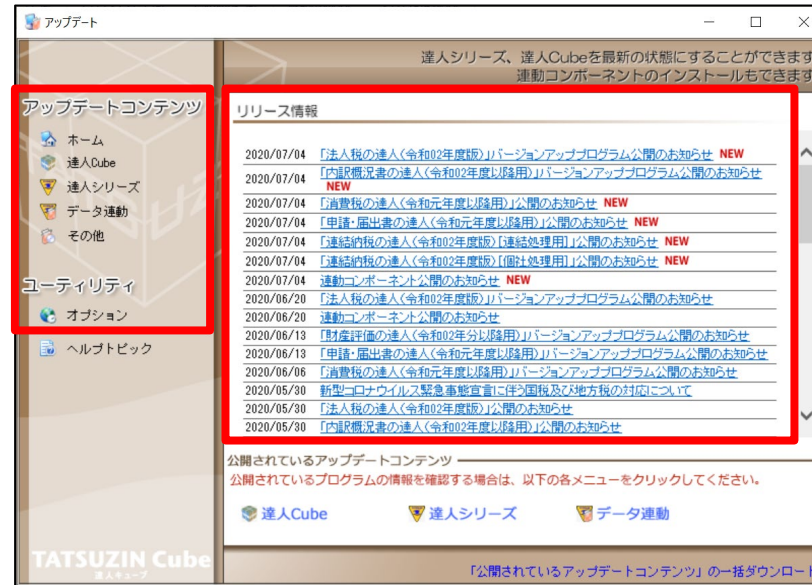 アップデート
達人シリーズ、達人Cubeを最新の状態にすることができます
連動コンポーネントのインストールもできます
アップデートコンテンツ
ホーム
達人Cube
達人シリーズ
データ連動
その他
ユーティリティ
オプション
ヘルプトピック
TATSUZIN Cube
達人キューブ
リリース情報
2020/07/04 「法人税の達人(令和02年度版)」バージョンアッププログラム公開のお知らせ NEW
2020/07/04 「内訳概況書の達人(令和02年度以降用)」バージョンアッププログラム公開のお知らせ
NEW
2020/07/04 「消費税の達人(令和元年度以降用)」公開のお知らせ NEW
2020/07/04 「申請・届出書の達人(令和元年度以降用)」公開のお知らせ NEW
2020/07/04 「連結納税の達人(令和02年度版)[連結処理用]」公開のお知らせ NEW
2020/07/04 「連結納税の達人(令和02年度版)[個社処理用]」公開のお知らせ NEW
2020/07/04 連動コンポーネント公開のお知らせ NEW
2020/06/20 「法人税の達人(令和02年度版)」バージョンアッププログラム公開のお知らせ
2020/06/20 連動コンポーネント公開のお知らせ
2020/06/13 「財産評価の達人(令和02年分以降用)」バージョンアッププログラム公開のお知らせ
2020/06/13 「申請・届出書の達人(令和元年度以降用)」バージョンアッププログラム公開のお知らせ
2020/06/06 「消費税の達人(令和元年度以降用)」バージョンアッププログラム公開のお知らせ
2020/05/30 新型コロナウイルス緊急事態宣言に伴う国税及び地方税の対応について
2020/05/30 「法人税の達人(令和02年度版)」公開のお知らせ
2020/05/30 「内訳概況書の達人(令和02年度以降用)」公開のお知らせ
公開されているアップデートコンテンツ
公開されているプログラムの情報を確認する場合は、以下の各メニューをクリックしてください。
達人Cube 達人シリーズ データ連動
「公開されているアップデートコンテンツ」の一括ダウンロード